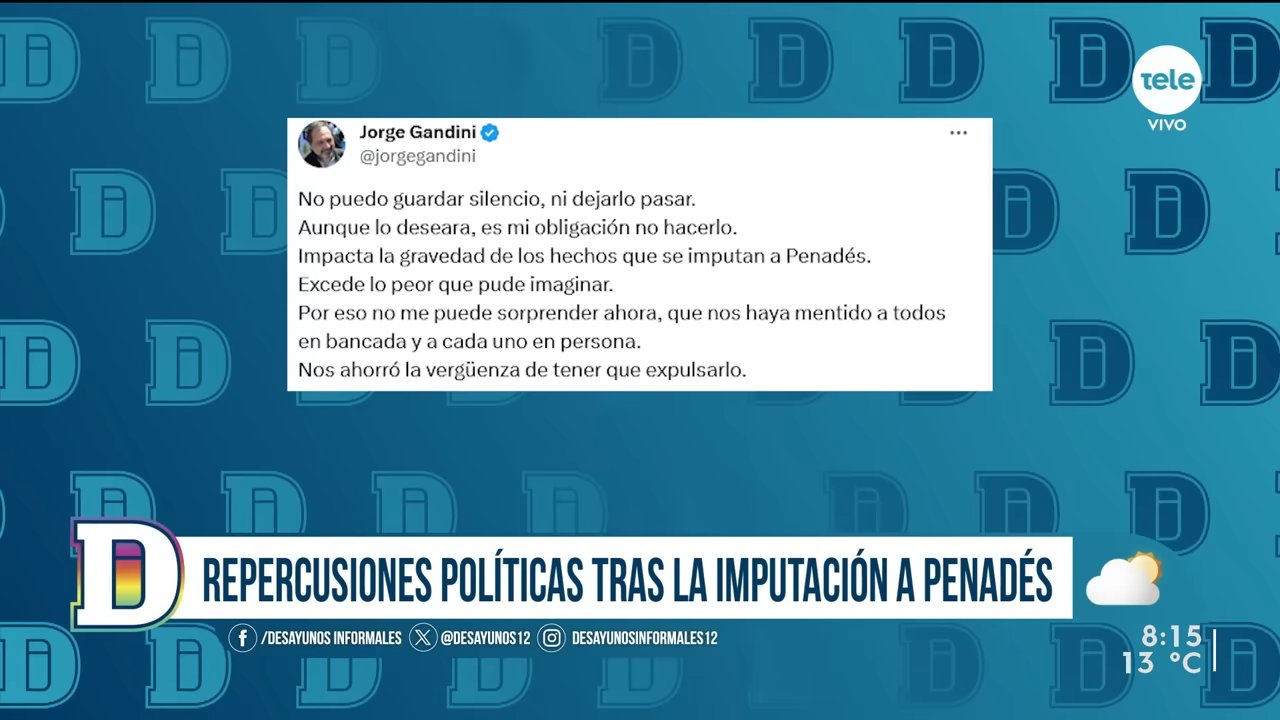 tele
VIVO
Jorge Gandini
@jorgegandini
No puedo guardar silencio, ni dejarlo pasar.
Aunque lo deseara, es mi obligación no hacerlo.
Impacta la gravedad de los hechos que se imputan a Penadés.
Excede lo peor que pude imaginar.
Por eso no me puede sorprender ahora, que nos haya mentido a todos
en bancada y a cada uno en persona.
Nos ahorró la vergüenza de tener que expulsarlo.
D
REPERCUSIONES POLÍTICAS TRAS LA IMPUTACIÓN A PENADÉS
/DESAYUNOS INFORMALES @DESAYUNOS12 DESAYUNOSINFORMALES12
8:15
13 °C